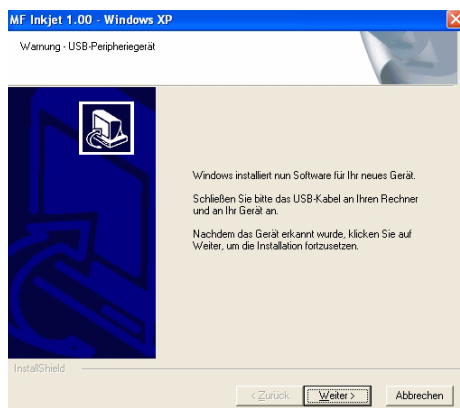 MF Inkjet 1.00 - Windows XP
Warnung - USB-Peripheriegerät
Windows installiert nun Software für Ihr neues Gerät.
Schließen Sie bitte das USB-Kabel an Ihren Rechner
und an Ihr Gerät an.
Nachdem das Gerät erkannt wurde, klicken Sie auf
Weiter, um die Installation fortzusetzen.
InstallShield
< Zurück Weiter > Abbrechen